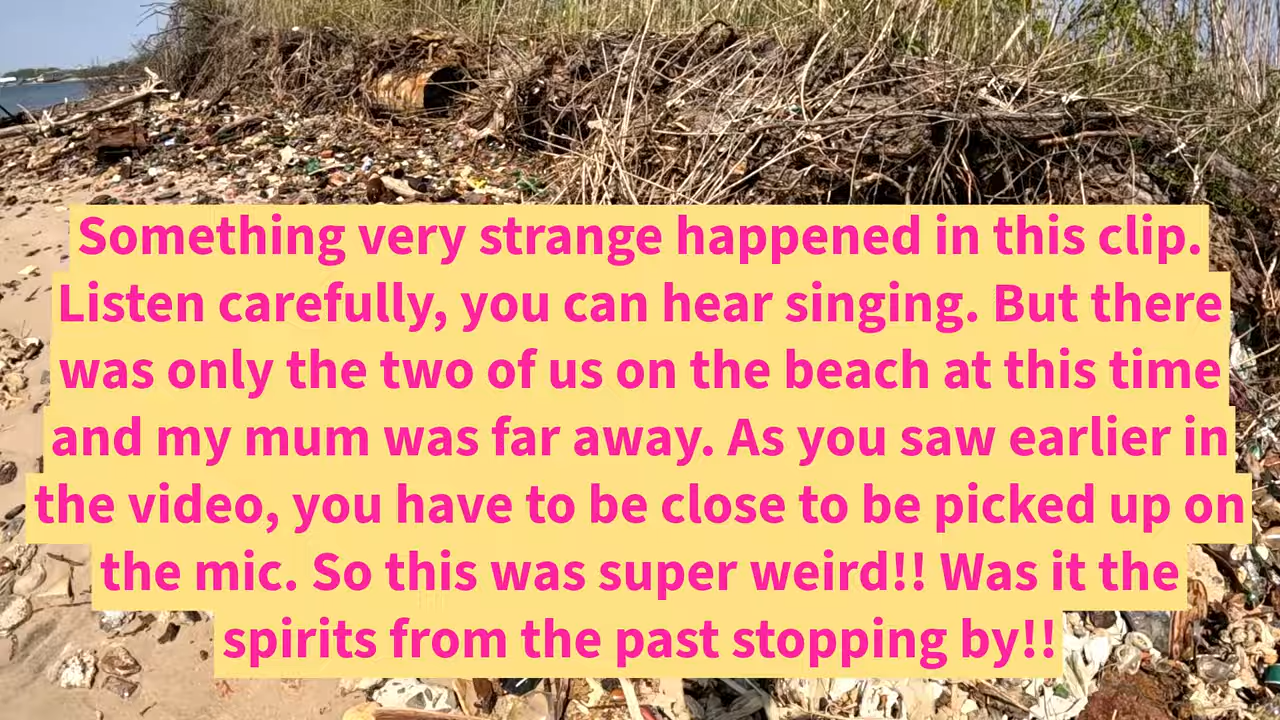 Something very strange happened in this clip.
Listen carefully, you can hear singing. But there
was only the two of us on the beach at this time
and my mum was far away. As you saw earlier in
the video, you have to be close to be picked up on
the mic. So this was super weird!! Was it the
spirits from the past stopping by!!